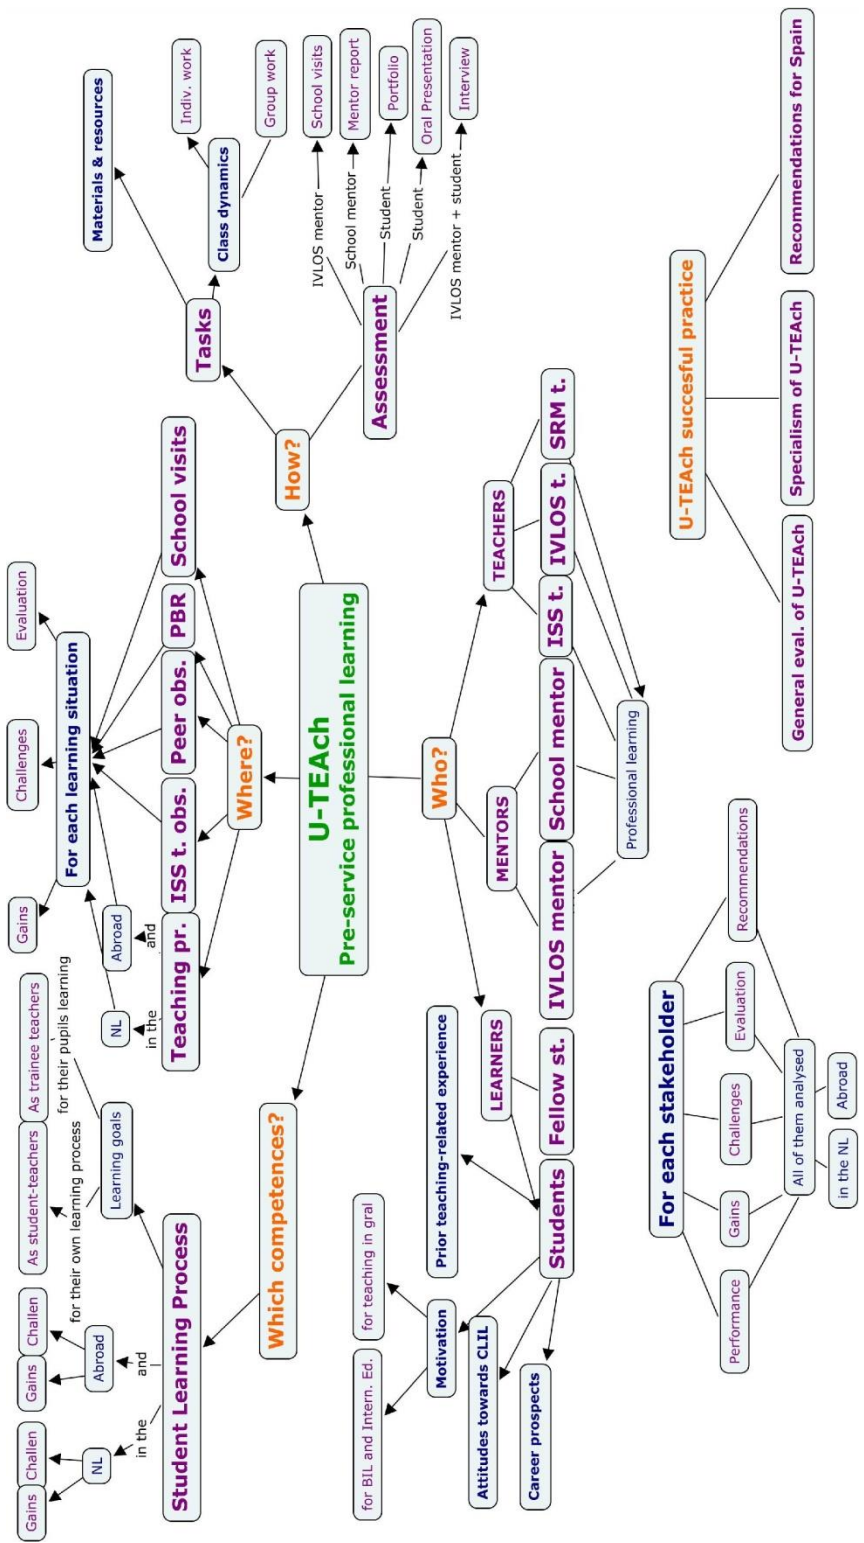 U-TEAch
Pre-service professional learning
Which competences?
Student Learning Process
in the
NL
Gains
Challen
and
Abroad
Gains
Challen
Learning goals
for their own learning process
As student-teachers
for their pupils learning
As trainee teachers
Where?
Teaching pr.
in the
NL
and
Abroad
ISS t. obs.
Peer obs.
PBR
School visits
For each learning situation
Gains
Challenges
Evaluation
How?
Tasks
Materials & resources
Class dynamics
Indiv. work
Group work
Assessment
IVLOS mentor
School visits
School mentor
Mentor report
Student
Portfolio
Student
Oral Presentation
IVLOS mentor + student
Interview
Who?
LEARNERS
Students
Fellow st.
Prior teaching-related experience
Motivation
for BIL and Intern. Ed.
for teaching in gral
Attitudes towards CLIL
Career prospects
MENTORS
IVLOS mentor
School mentor
TEACHERS
ISS t.
IVLOS t.
SRM t.
Professional learning
For each stakeholder
Performance
Gains
Challenges
Evaluation
Recommendations
All of them analysed
in the NL
Abroad
U-TEAch succesful practice
General eval. of U-TEAch
Specialism of U-TEAch
Recommendations for Spain